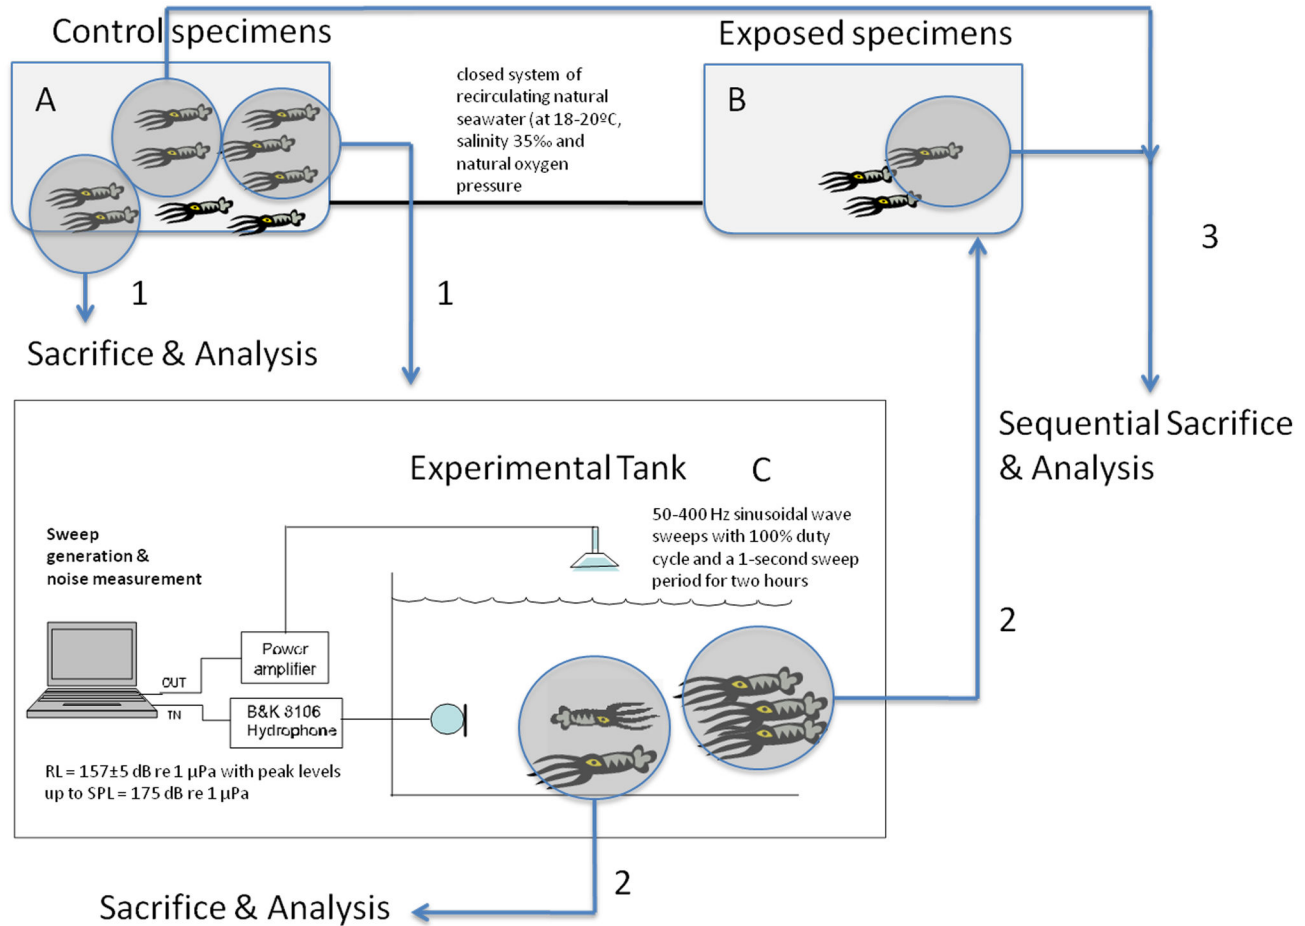 Control specimens
Exposed specimens
A
closed system of
recirculating natural
seawater (at 18-20ºC,
salinity 35‰ and
natural oxygen
pressure
B
3
1
1
Sacrifice & Analysis
Sequential Sacrifice
& Analysis
Experimental Tank C
50-400 Hz sinusoidal wave
sweeps with 100% duty
cycle and a 1-second sweep
period for two hours
Sweep
generation &
noise measurement
2
Power
amplifier
OUT
IN
B&K 8106
Hydrophone
RL = 157±5 dB re 1 µPa with peak levels
up to SPL = 175 dB re 1 µPa
2
Sacrifice & Analysis